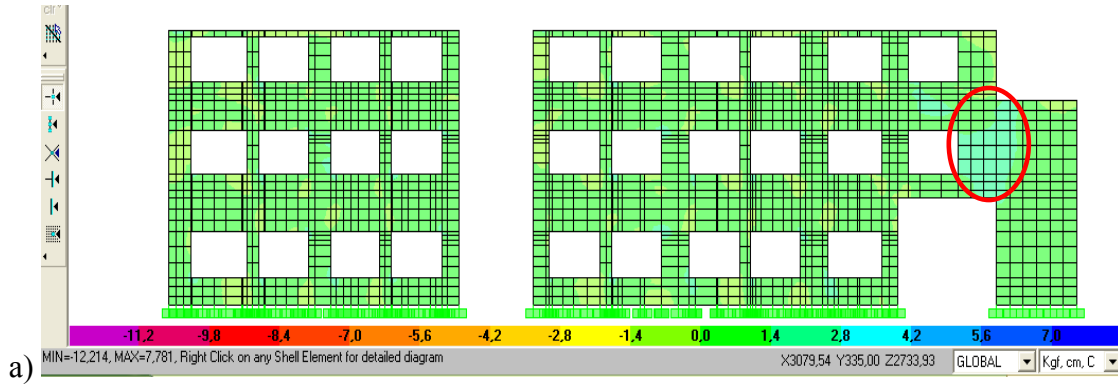 clr
-11,2 -9,8 -8,4 -7,0 -5,6 -4,2 -2,8 -1,4 0,0 1,4 2,8 4,2 5,6 7,0
MIN=-12,214, MAX=7,781, Right Click on any Shell Element for detailed diagram X3079,54 Y335,00 Z2733,93 GLOBAL Kgf, cm, C
a)